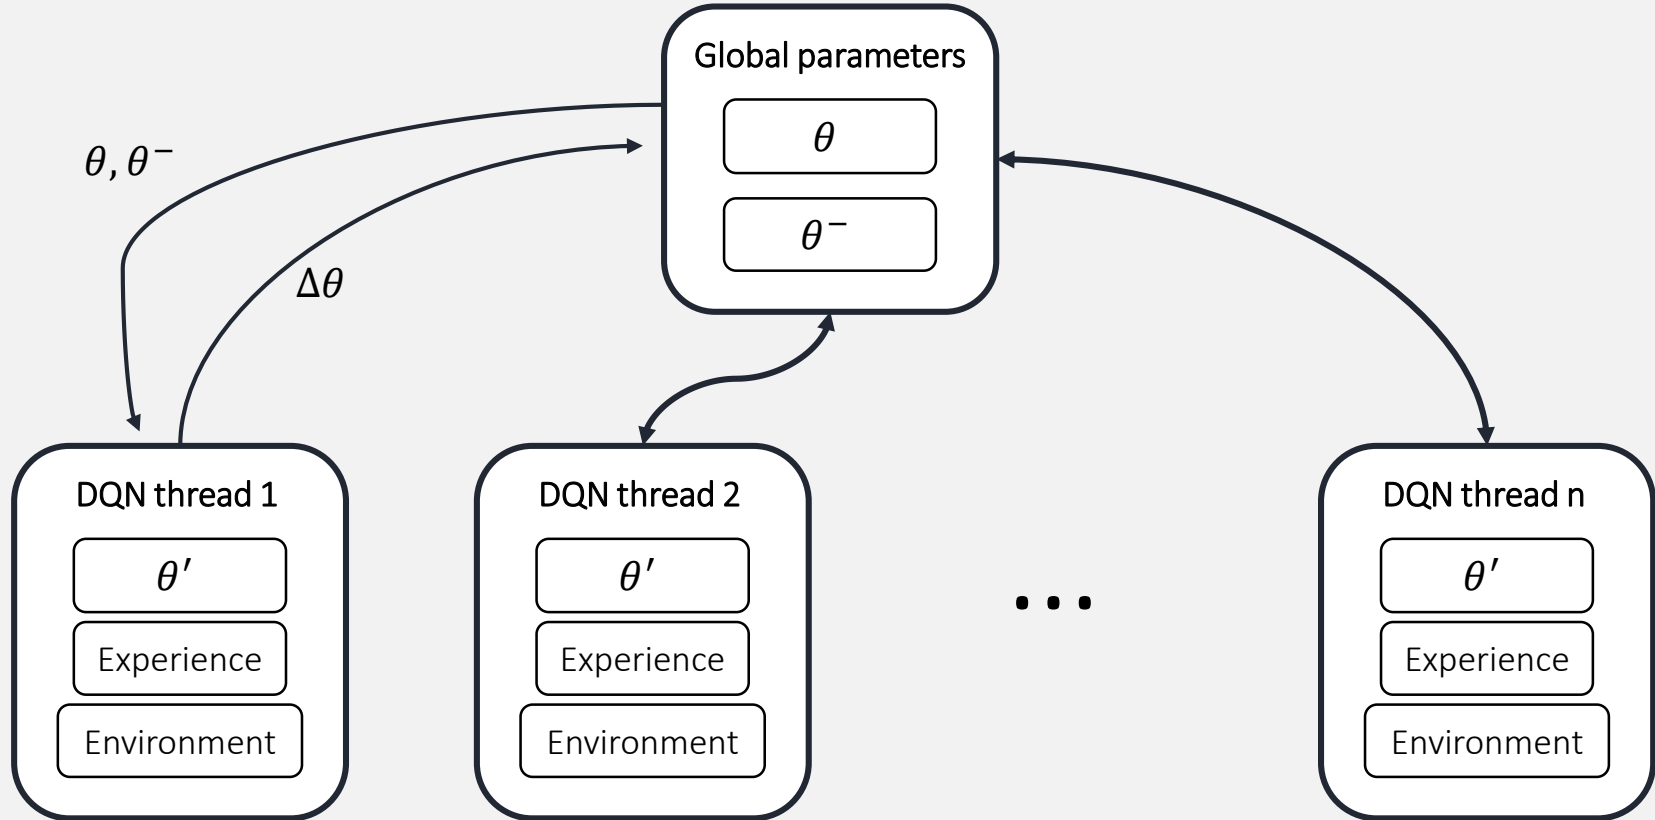 Global parameters
θ
θ⁻
θ, θ⁻
Δθ
DQN thread 1
θ′
Experience
Environment
DQN thread 2
θ′
Experience
Environment
...
DQN thread n
θ′
Experience
Environment